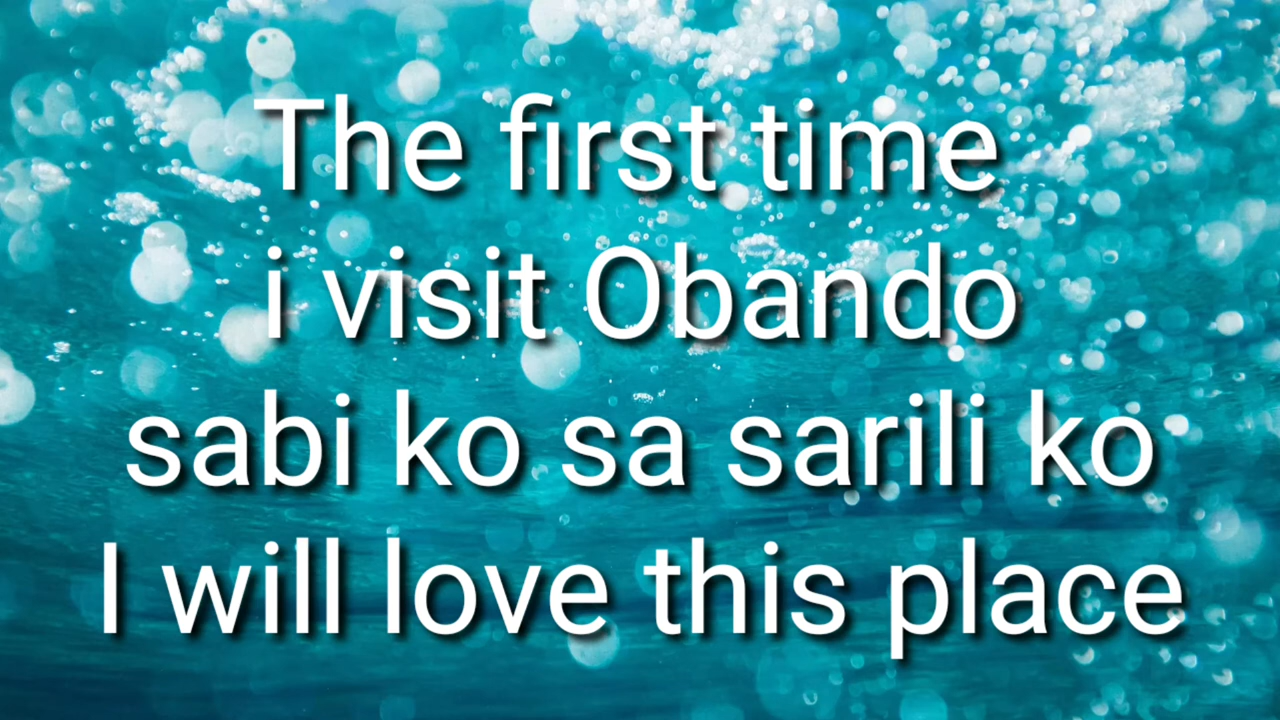 The first time
i visit Obando
sabi ko sa sarili ko
I will love this place